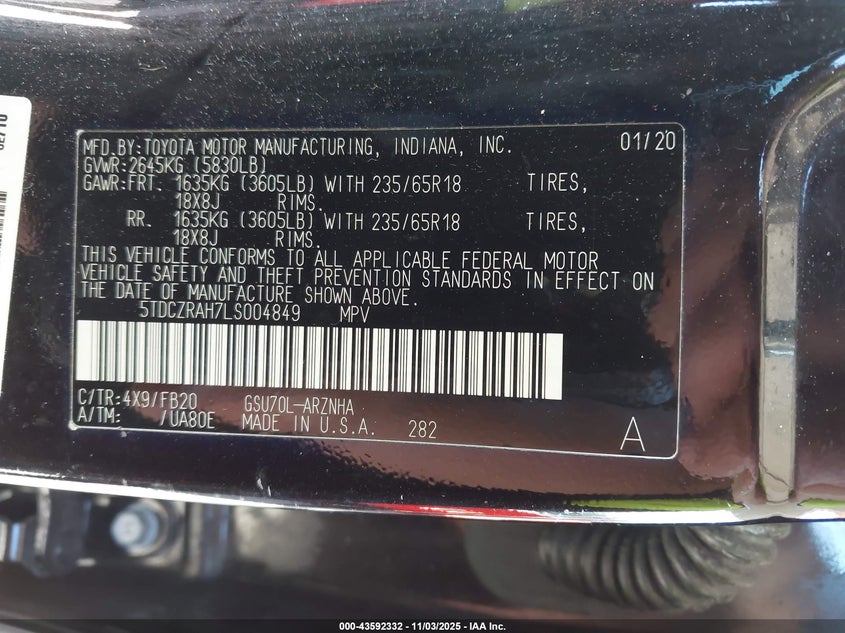 MFD.BY:TOYOTA MOTOR MANUFACTURING, INDIANA, INC. 01/20
GVWR:2645KG (5830LB)
GAWR:FRT. 1635KG (3605LB) WITH 235/65R18 TIRES,
18X8J RIMS.
RR. 1635KG (3605LB) WITH 235/65R18 TIRES,
18X8J RIMS.
THIS VEHICLE CONFORMS TO ALL APPLICABLE FEDERAL MOTOR
VEHICLE SAFETY AND THEFT PREVENTION STANDARDS IN EFFECT ON
THE DATE OF MANUFACTURE SHOWN ABOVE.
5TDCZRAH7LS004849 MPV
C/TR:4X9/FB20 GSU70L-ARZNHA
A/TM: /UA80E MADE IN U.S.A. 282
A
000-43592332 - 11/03/2025 - IAA Inc.